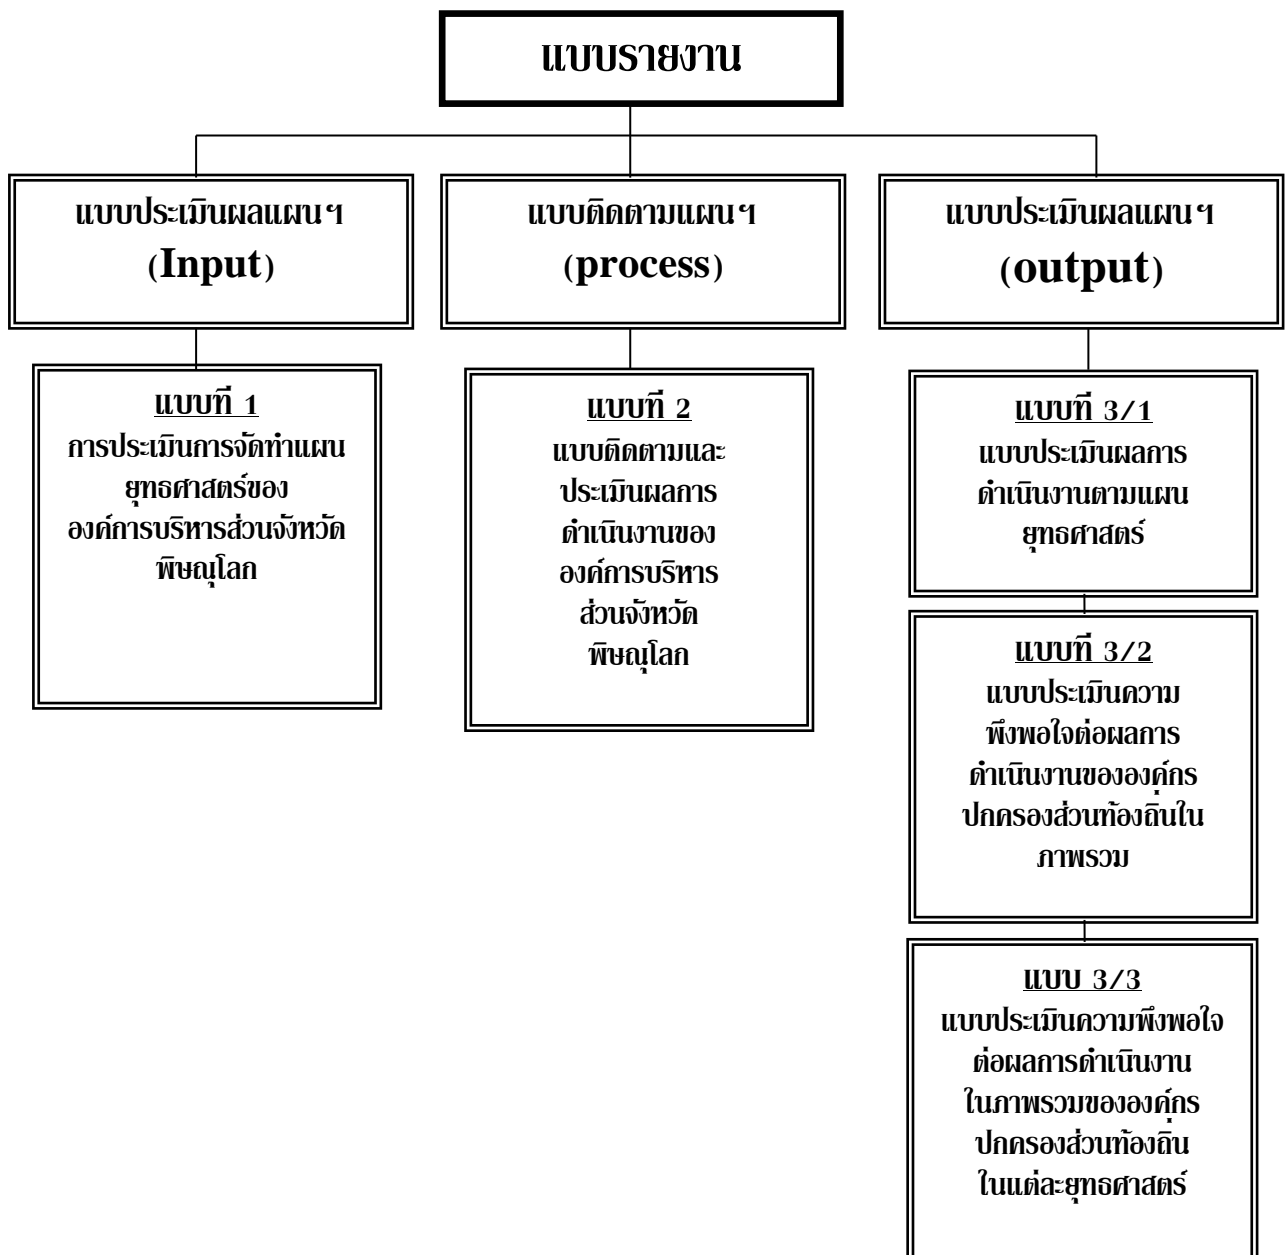 แบบรายงาน
แบบประเมินผลแผนฯ
(Input)
แบบที่ 1
การประเมินการจัดทำแผน
ยุทธศาสตร์ของ
องค์การบริหารส่วนจังหวัด
พิษณุโลก
แบบติดตามแผนฯ
(process)
แบบที่ 2
แบบติดตามและ
ประเมินผลการ
ดำเนินงานของ
องค์การบริหาร
ส่วนจังหวัด
พิษณุโลก
แบบประเมินผลแผนฯ
(output)
แบบที่ 3/1
แบบประเมินผลการ
ดำเนินงานตามแผน
ยุทธศาสตร์
แบบที่ 3/2
แบบประเมินความ
พึงพอใจต่อผลการ
ดำเนินงานขององค์กร
ปกครองส่วนท้องถิ่นใน
ภาพรวม
แบบ 3/3
แบบประเมินความพึงพอใจ
ต่อผลการดำเนินงาน
ในภาพรวมขององค์กร
ปกครองส่วนท้องถิ่น
ในแต่ละยุทธศาสตร์